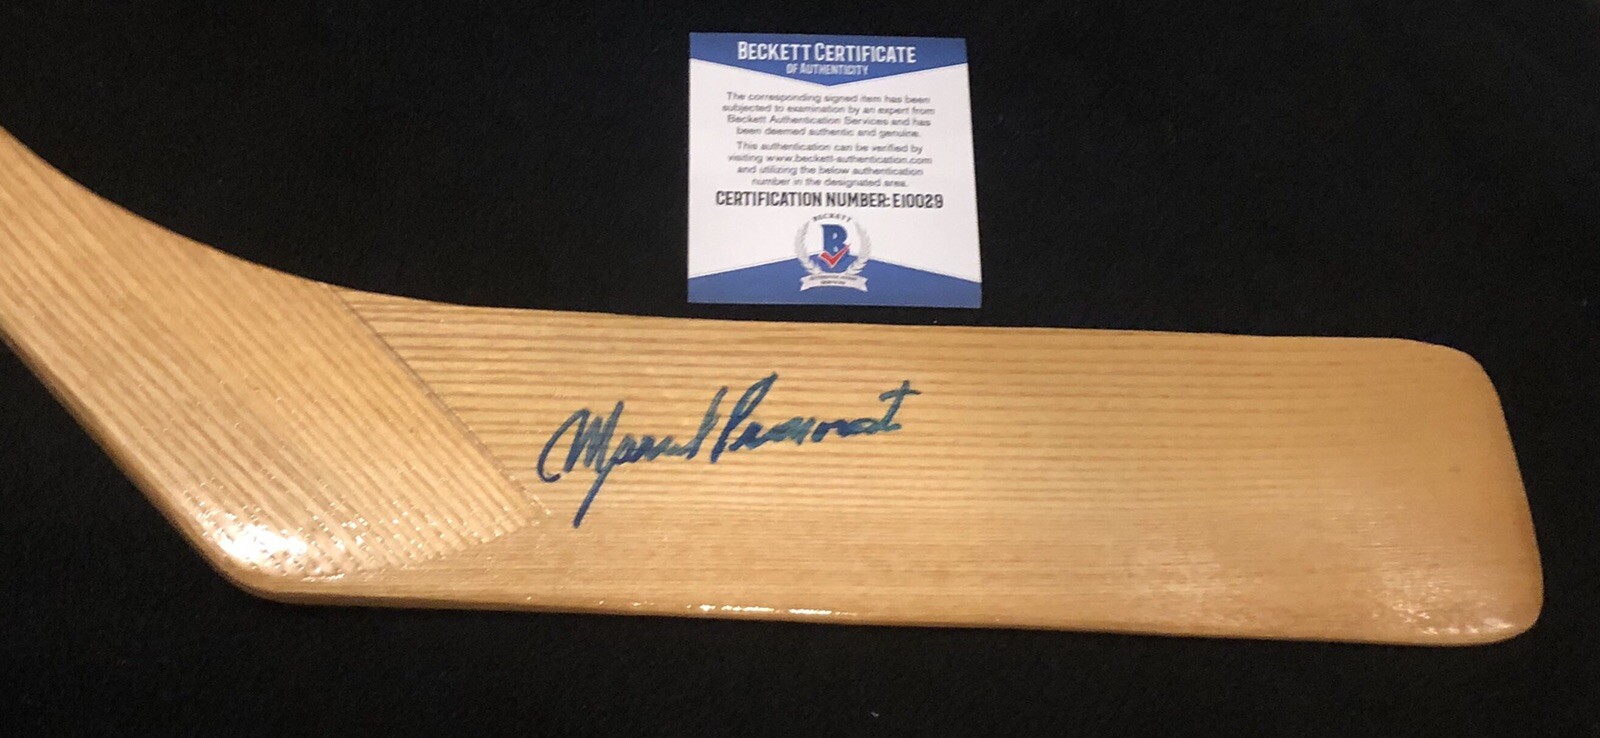 BECKETT CERTIFICATE
OF AUTHENTICITY
The corresponding signed item has been
subjected to examination by an expert from
Beckett Authentication Services and has
been deemed authentic and genuine.
This authentication can be verified by
visiting www.beckett-authentication.com
and utilizing the below authentication
number in the designated area.
CERTIFICATION NUMBER: E10029
BECKETT
B
Marcel Pronovost